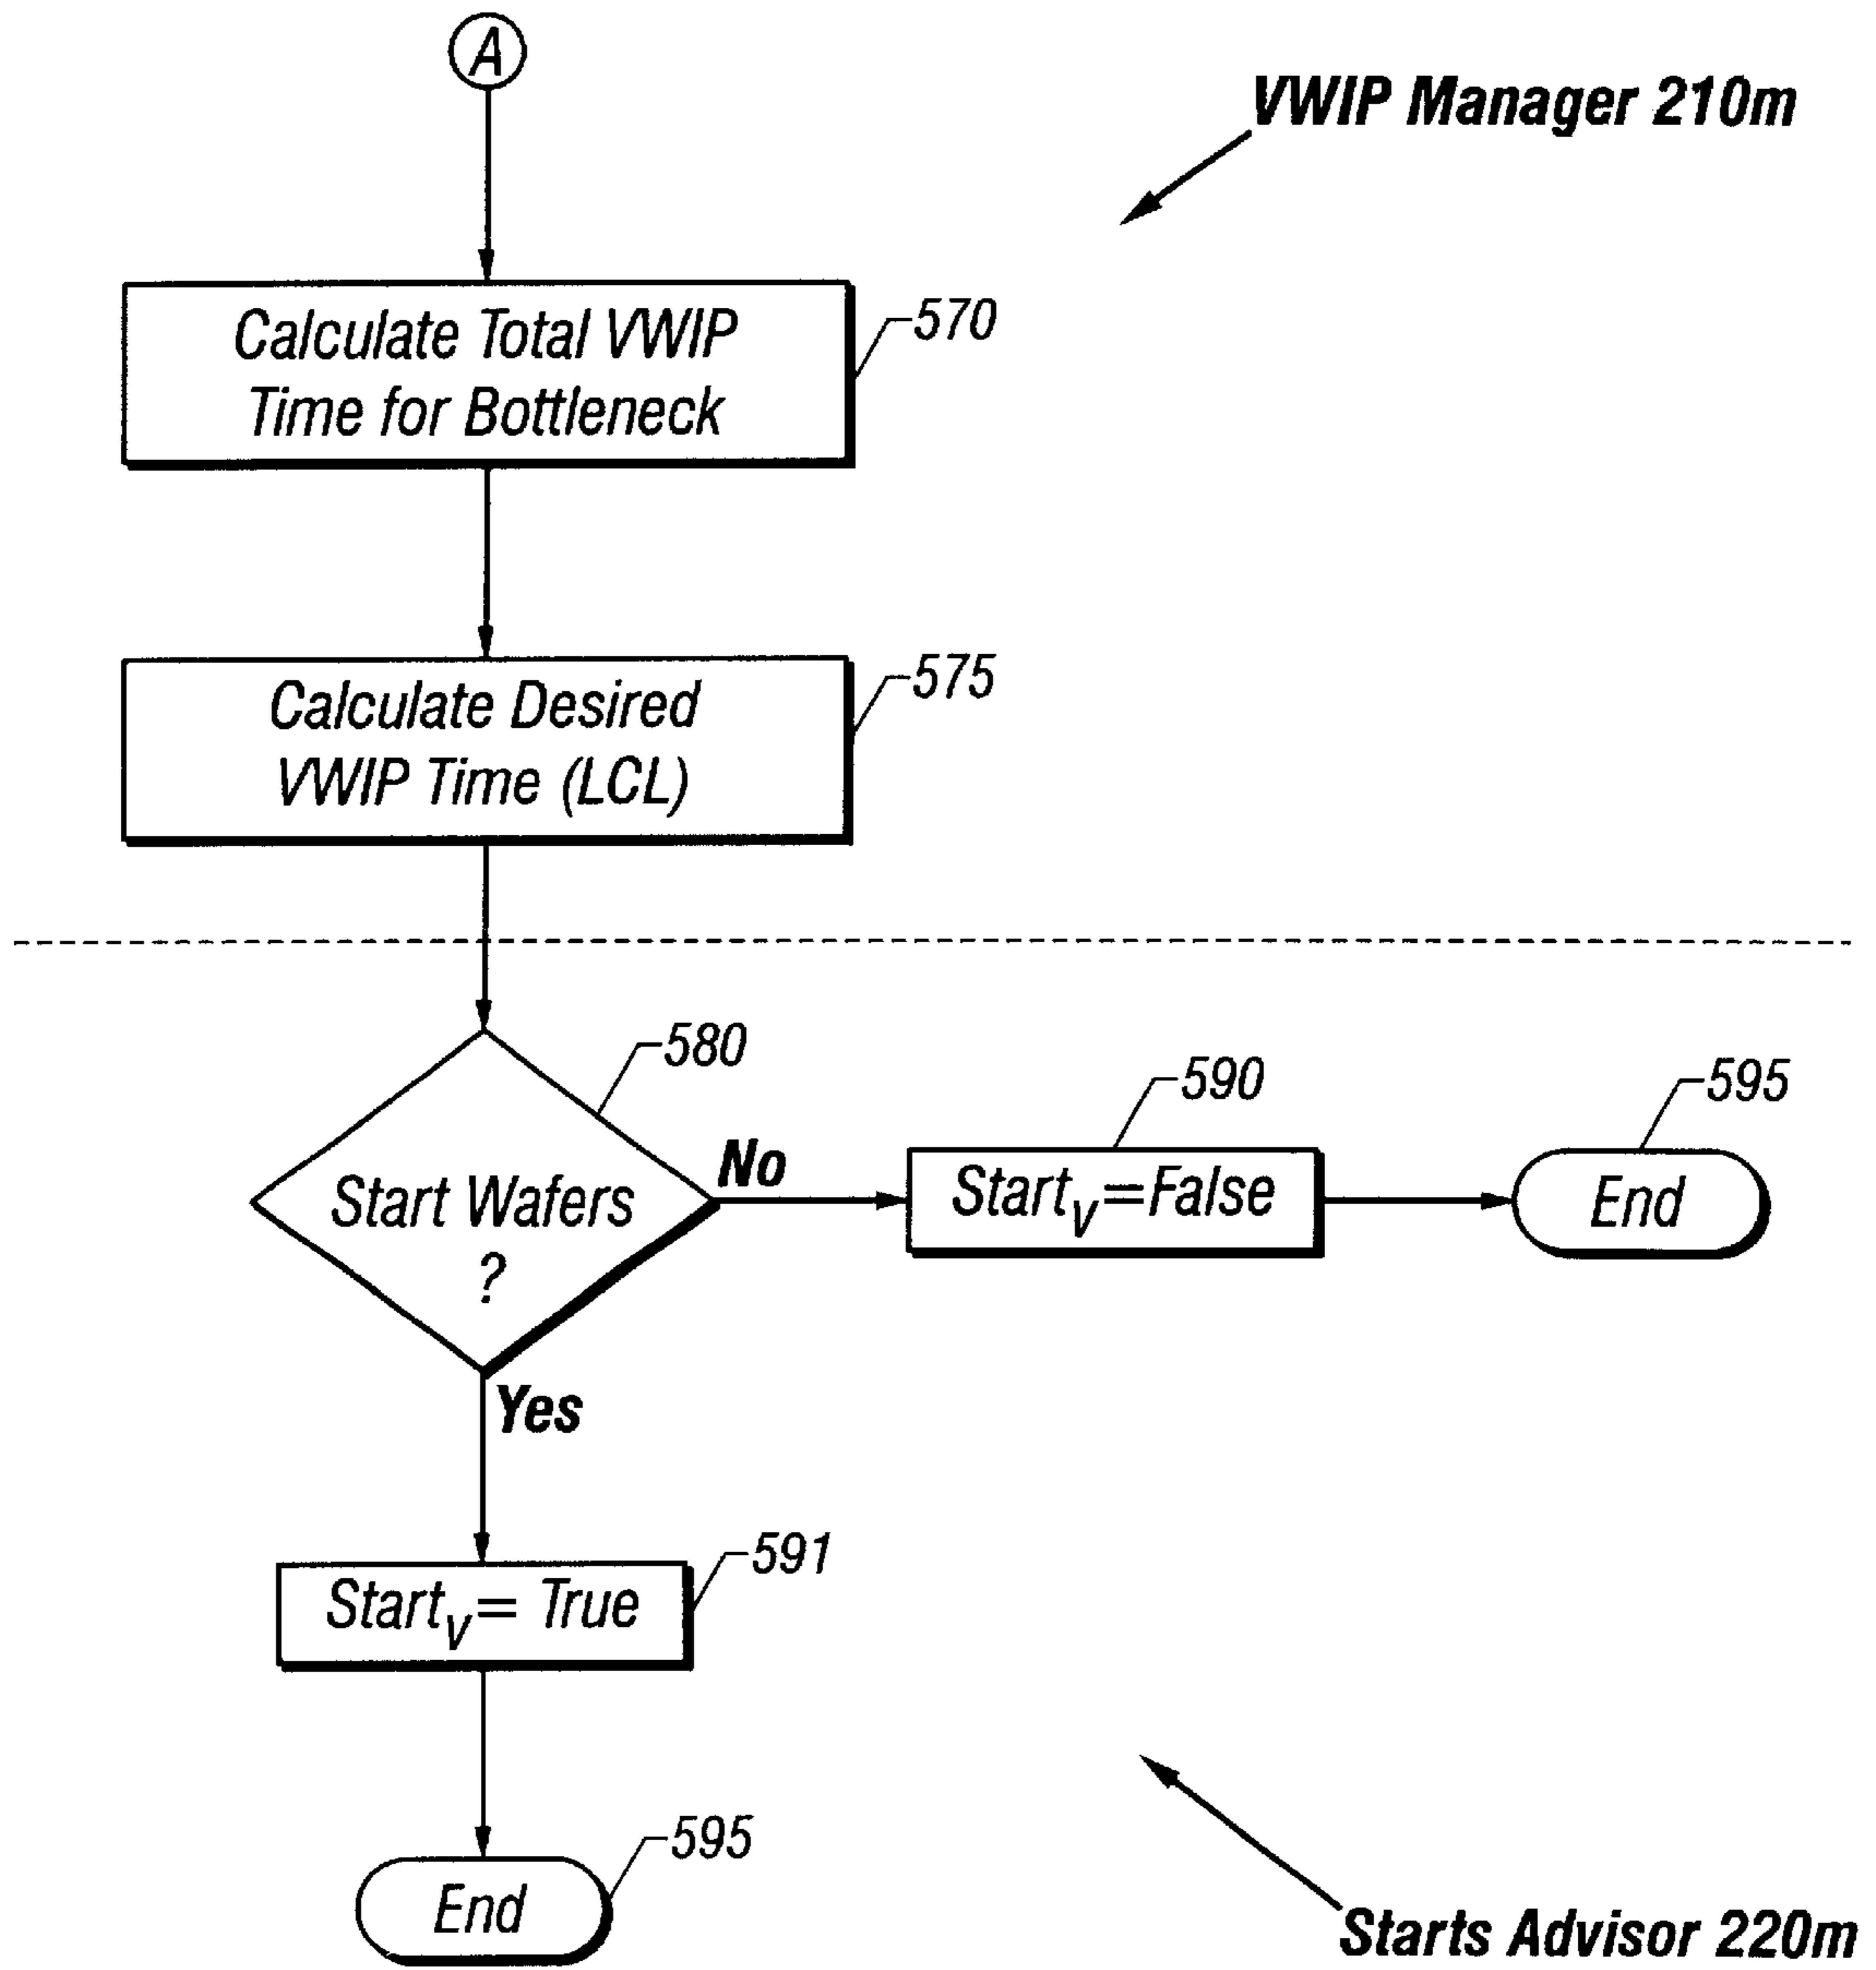 A
VWIP Manager 210m
Calculate Total VWIP
Time for Bottleneck
570
Calculate Desired
VWIP Time (LCL)
575
580
Start Wafers
?
No
590
Startv=False
595
End
Yes
591
Startv= True
595
End
Starts Advisor 220m